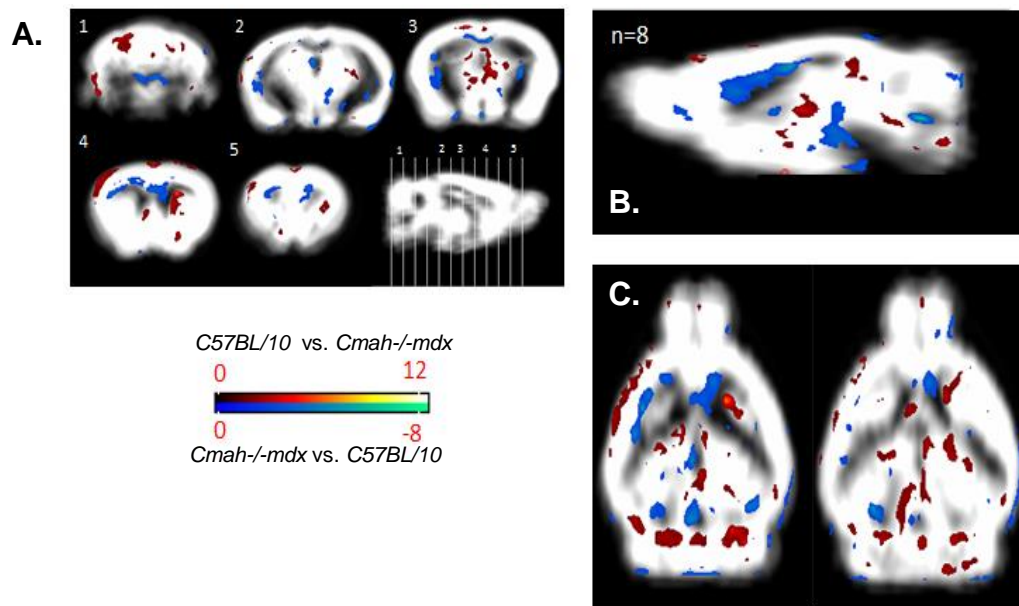 A.
1 2 3
4 5
1 2 3 4 5
n=8
B.
C.
C57BL/10 vs. Cmah-/-mdx
0 12
0 -8
Cmah-/-mdx vs. C57BL/10